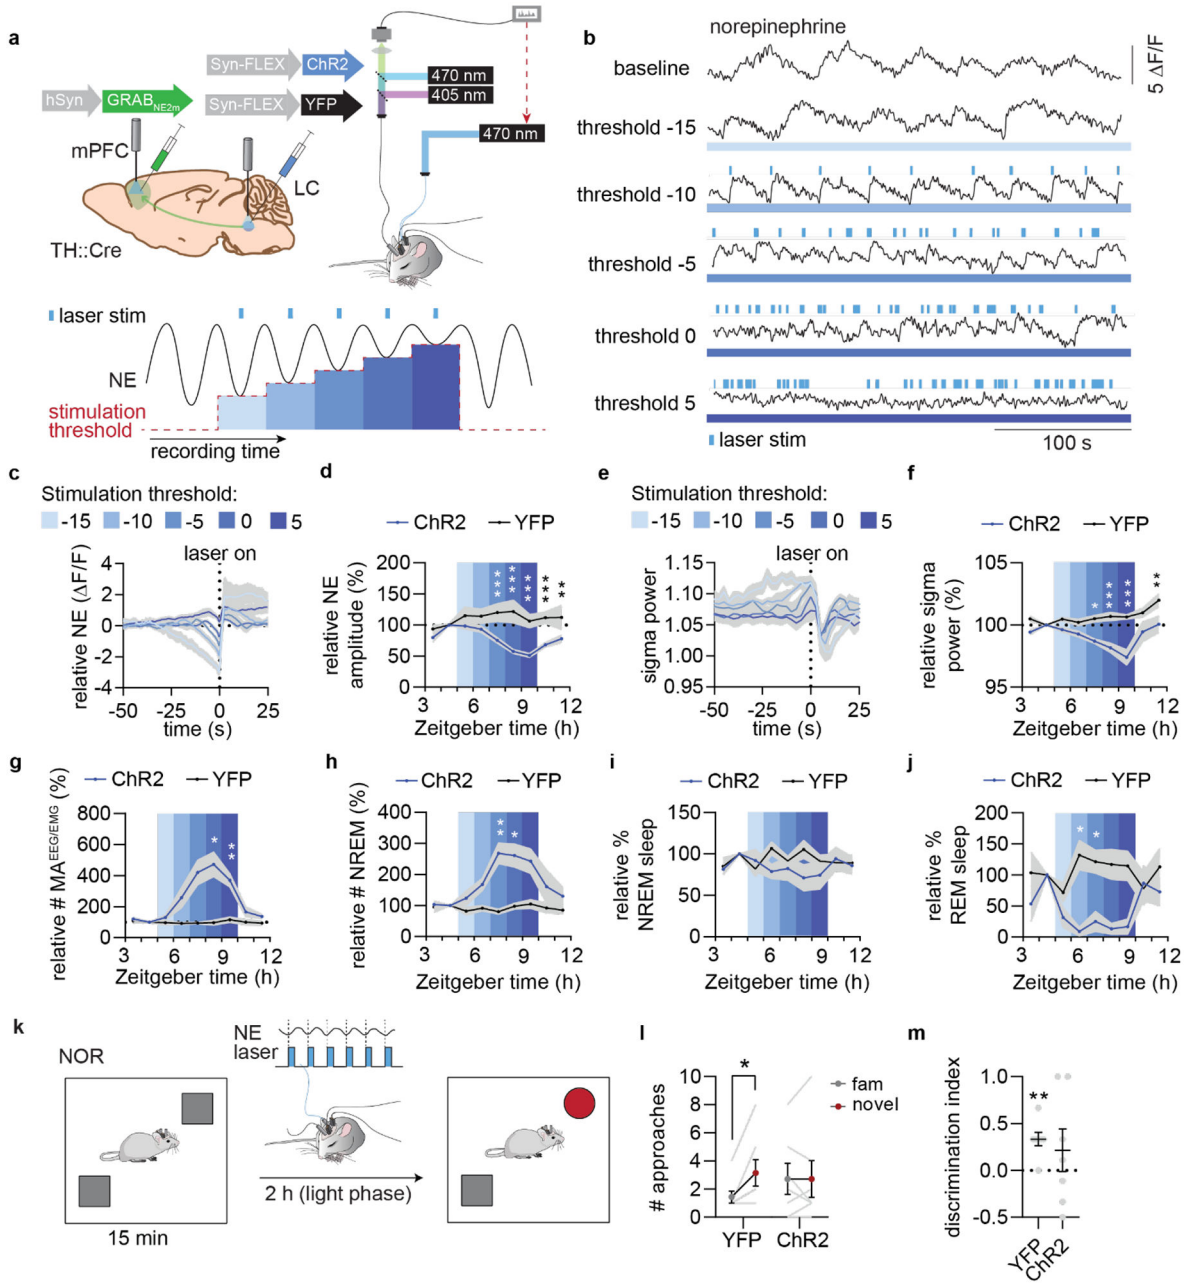 a
Syn-FLEX ChR2
hSyn GRABNE2m
Syn-FLEX YFP
470 nm
405 nm
470 nm
mPFC
LC
TH::Cre
laser stim
NE
stimulation
threshold
recording time
b
norepinephrine
5 ΔF/F
baseline
threshold -15
threshold -10
threshold -5
threshold 0
threshold 5
laser stim
100 s
c
Stimulation threshold:
-15 -10 -5 0 5
laser on
relative NE (ΔF/F)
4
2
0
-2
-4
-50 -25 0 25
time (s)
d
ChR2 YFP
relative NE
amplitude (%)
200
150
100
50
0
*** *** *** *** **
3 6 9 12
Zeitgeber time (h)
e
Stimulation threshold:
-15 -10 -5 0 5
laser on
sigma power
1.15
1.10
1.05
1.00
0.95
-50 -25 0 25
time (s)
f
ChR2 YFP
relative sigma
power (%)
105
100
95
* *** *** **
3 6 9 12
Zeitgeber time (h)
g
ChR2 YFP
relative # MAEEG/EMG (%)
800
600
400
200
100
0
* **
3 6 9 12
Zeitgeber time (h)
h
ChR2 YFP
relative # NREM (%)
400
300
200
100
0
** *
3 6 9 12
Zeitgeber time (h)
i
ChR2 YFP
relative %
NREM sleep
150
100
50
0
3 6 9 12
Zeitgeber time (h)
j
ChR2 YFP
relative %
REM sleep
200
150
100
50
0
* *
3 6 9 12
Zeitgeber time (h)
k
NOR
15 min
NE
laser
2 h (light phase)
l
# approaches
10
8
6
4
2
0
*
fam
novel
YFP ChR2
m
discrimination index
1.0
0.5
0.0
-0.5
**
YFP
ChR2